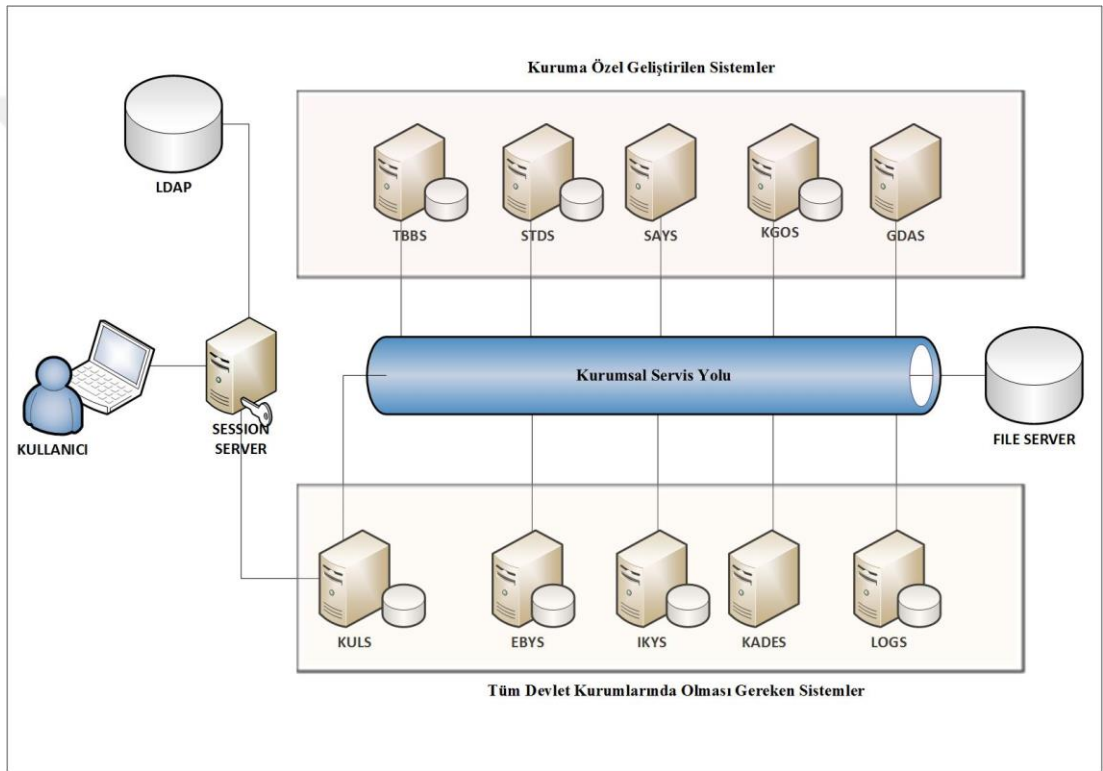 Kuruma Özel Geliştirilen Sistemler
LDAP
TBBS
STDS
SAYS
KGOS
GDAS
Kurumsal Servis Yolu
KULLANICI
SESSION
SERVER
FILE SERVER
KULS
EBYS
IKYS
KADES
LOGS
Tüm Devlet Kurumlarında Olması Gereken Sistemler